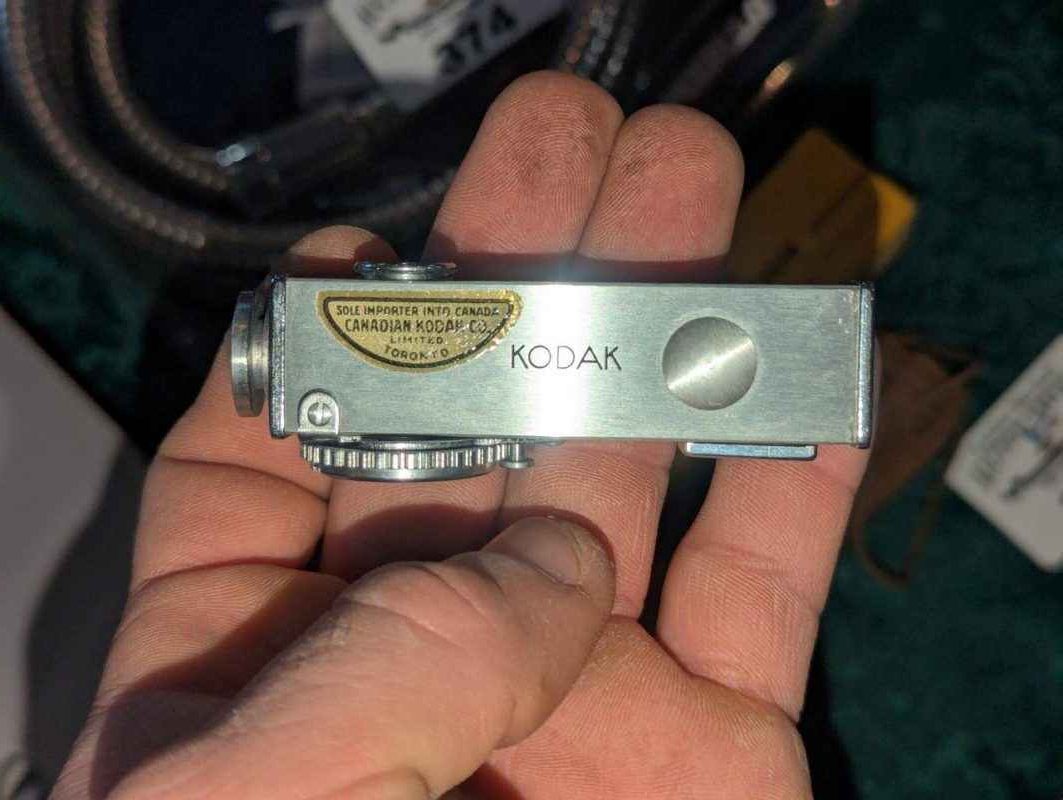 374
SOLE IMPORTER INTO CANADA
CANADIAN KODAK CO.
LIMITED
TORONTO
KODAK